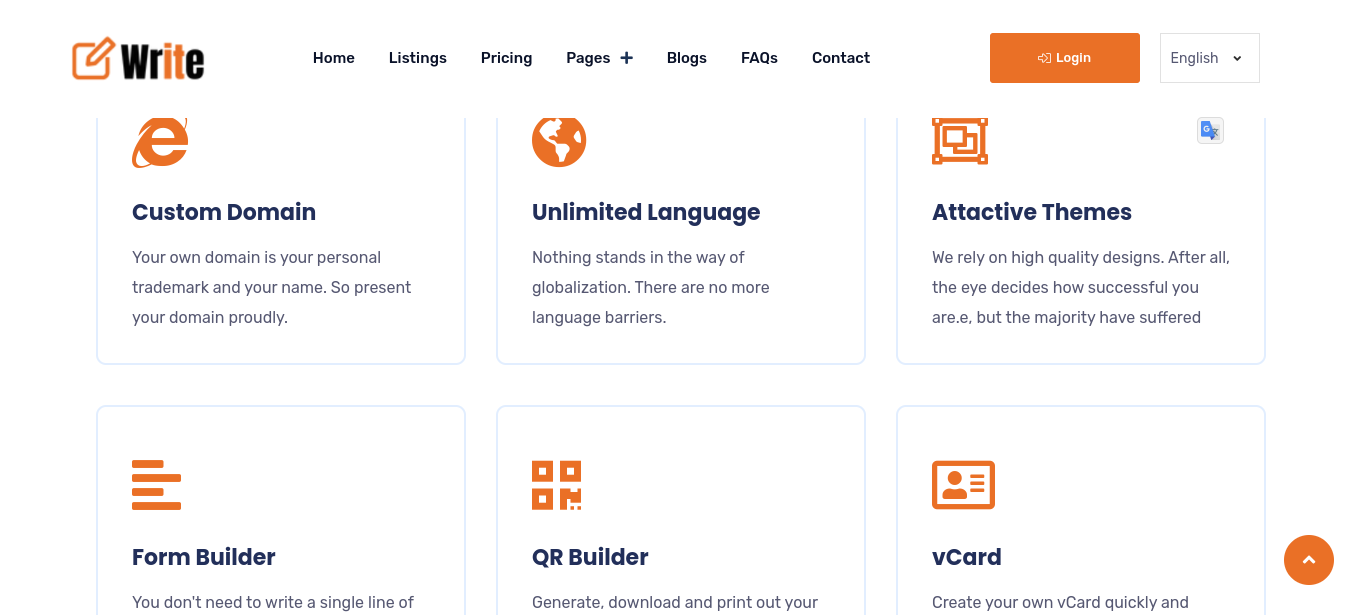 Write
Home Listings Pricing Pages Blogs FAQs Contact
Login
English
Custom Domain
Your own domain is your personal
trademark and your name. So present
your domain proudly.
Unlimited Language
Nothing stands in the way of
globalization. There are no more
language barriers.
Attactive Themes
We rely on high quality designs. After all,
the eye decides how successful you
are.e, but the majority have suffered
Form Builder
You don't need to write a single line of
QR Builder
Generate, download and print out your
vCard
Create your own vCard quickly and